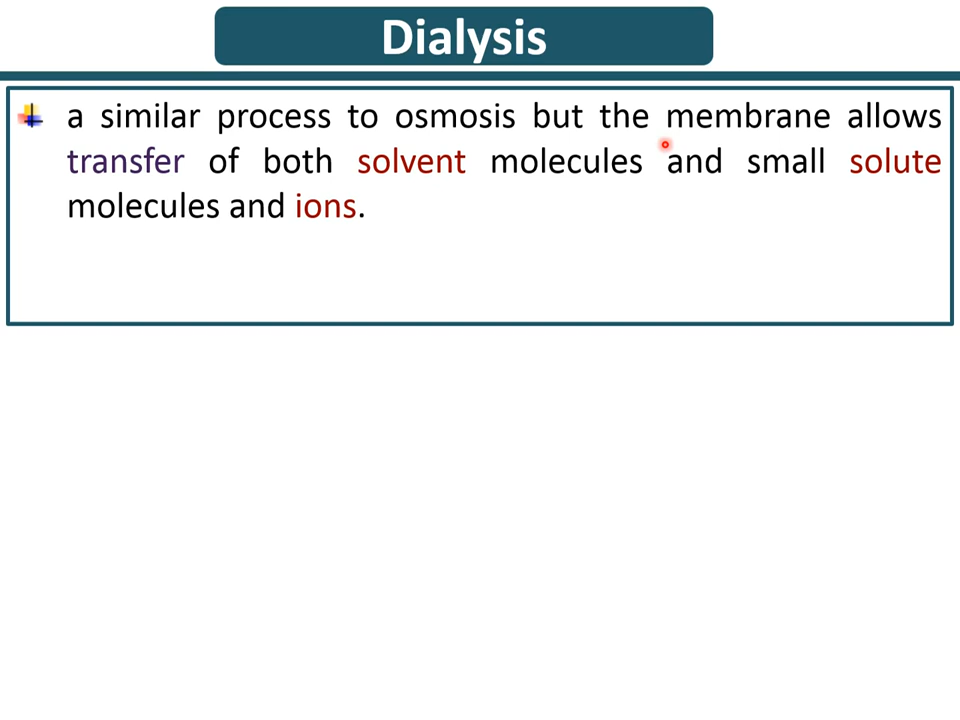 Dialysis
a similar process to osmosis but the membrane allows
transfer of both solvent molecules and small solute
molecules and ions.